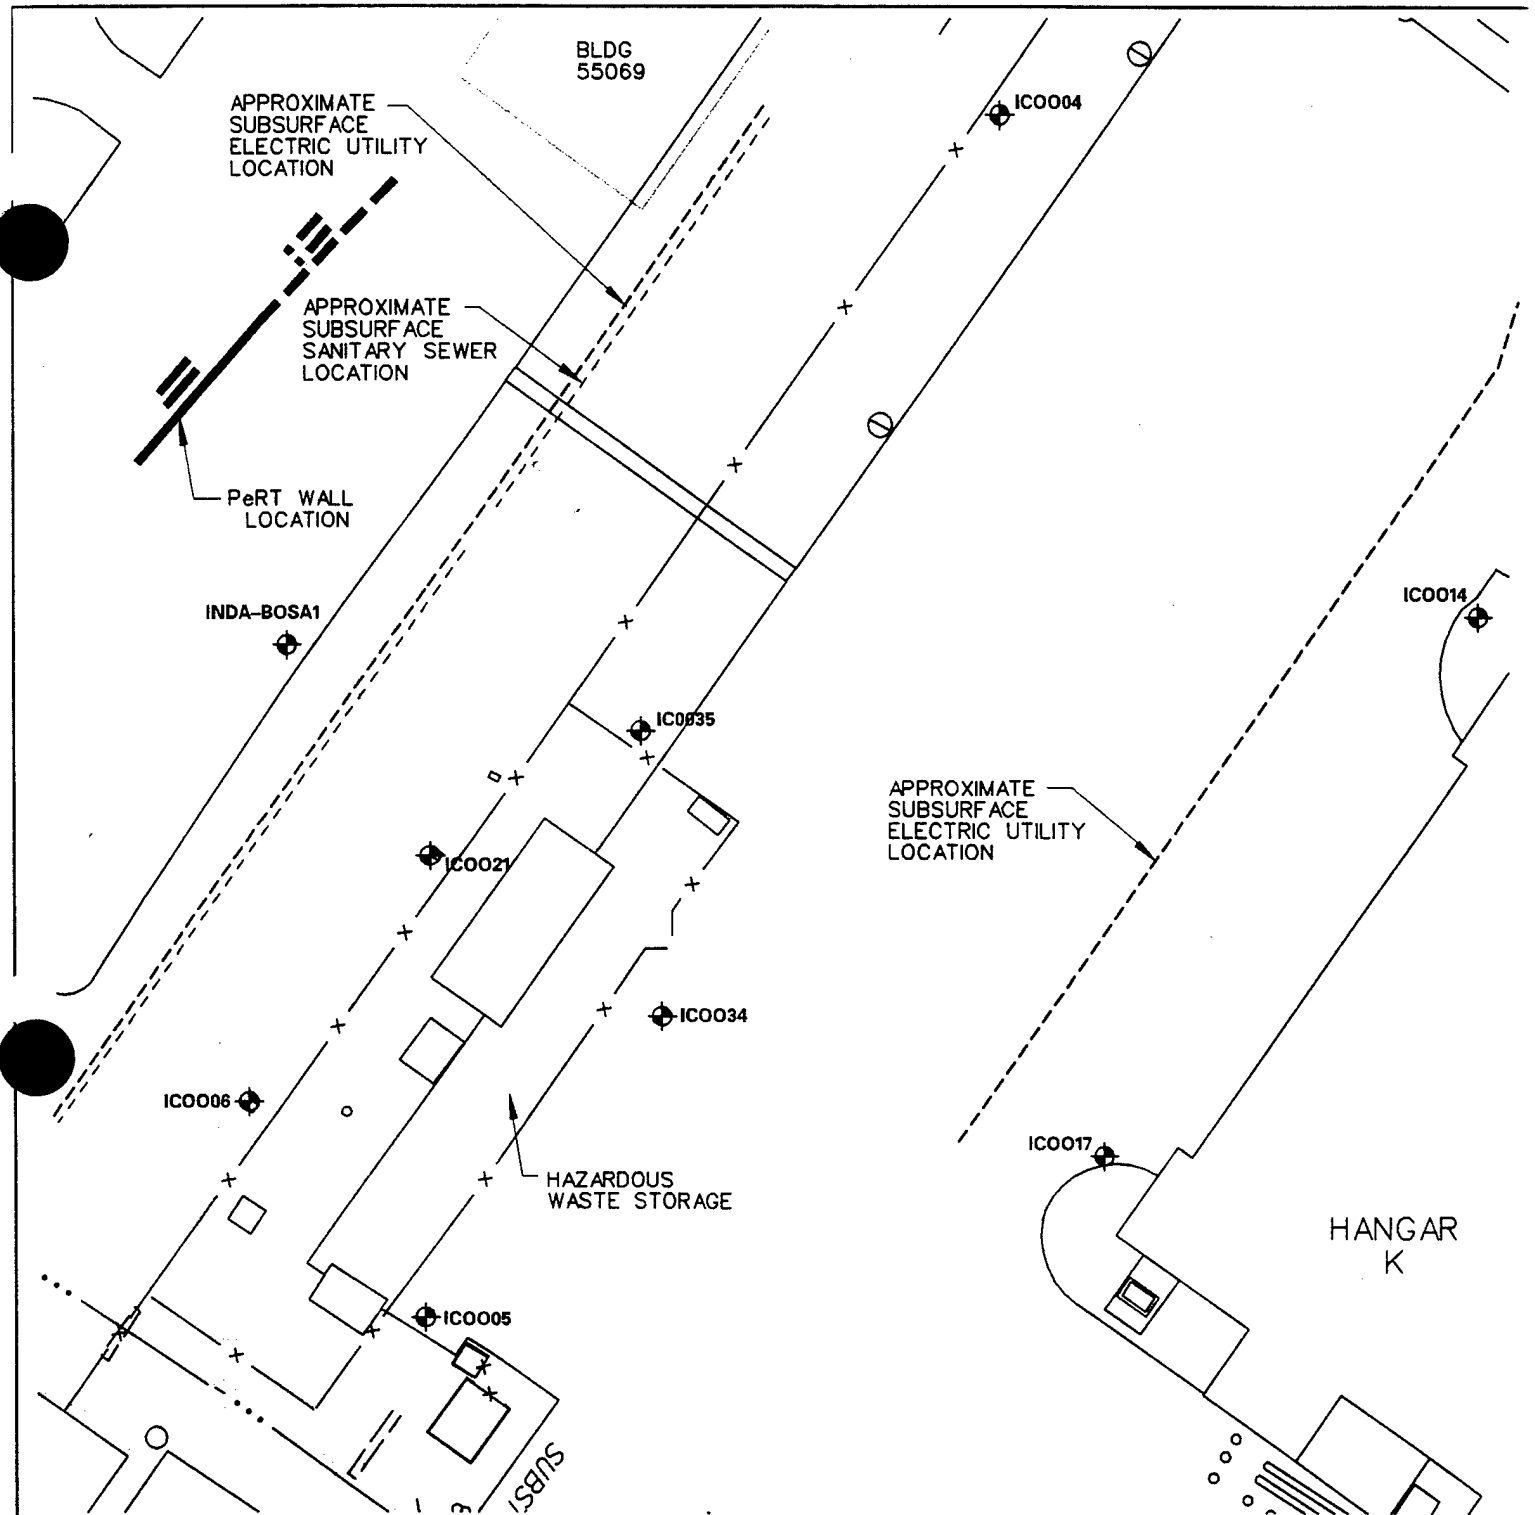 BLDG
55069
APPROXIMATE
SUBSURFACE
ELECTRIC UTILITY
LOCATION
ICOO04
APPROXIMATE
SUBSURFACE
SANITARY SEWER
LOCATION
PeRT WALL
LOCATION
INDA-BOSA1
ICOO14
IC0035
APPROXIMATE
SUBSURFACE
ELECTRIC UTILITY
LOCATION
ICOO21
ICOO34
ICOO06
ICOO17
HAZARDOUS
WASTE STORAGE
HANGAR
K
ICOO05
SUBS